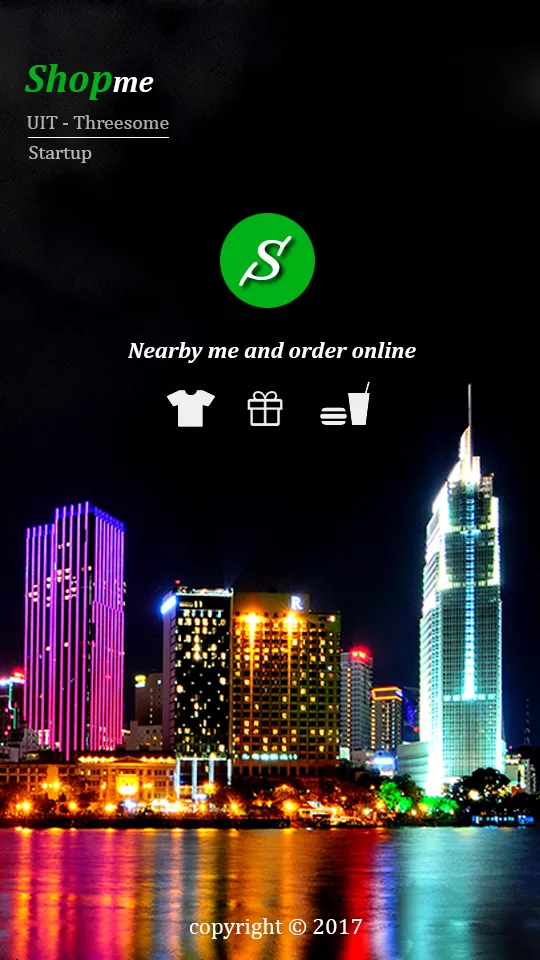 Shopme
UIT - Threesome
Startup
S
Nearby me and order online
R
copyright © 2017